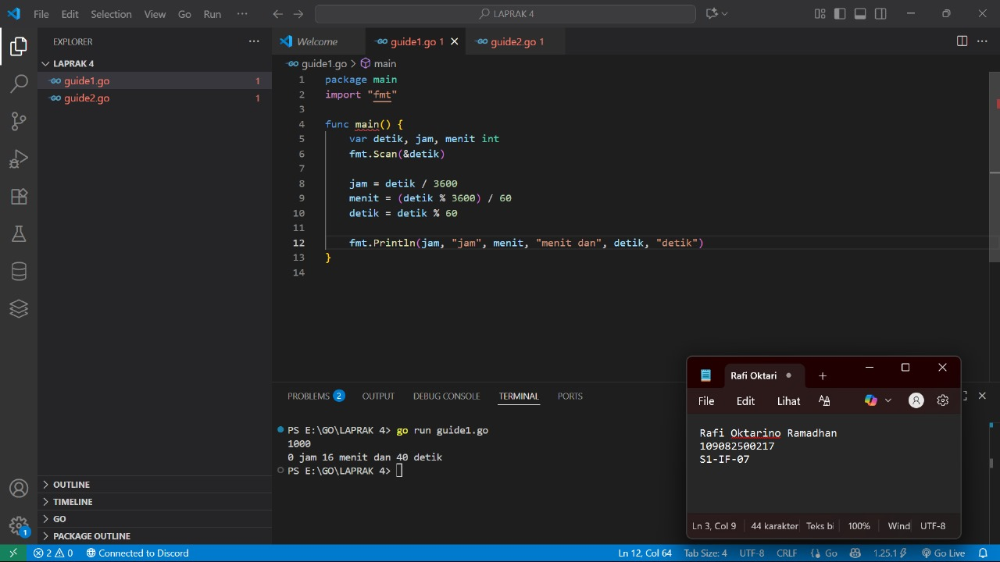 File Edit Selection View Go Run ··· LAPRAK 4
EXPLORER ···
LAPRAK 4
guide1.go 1
guide2.go 1
OUTLINE
TIMELINE
GO
PACKAGE OUTLINE
Welcome guide1.go 1 guide2.go 1
guide1.go > main
1 package main
2 import "fmt"
3
4 func main() {
5 var detik, jam, menit int
6 fmt.Scan(&detik)
7
8 jam = detik / 3600
9 menit = (detik % 3600) / 60
10 detik = detik % 60
11
12 fmt.Println(jam, "jam", menit, "menit dan", detik, "detik")
13 }
14
PROBLEMS 2 OUTPUT DEBUG CONSOLE TERMINAL PORTS
PS E:\GO\LAPRAK 4> go run guide1.go
1000
0 jam 16 menit dan 40 detik
PS E:\GO\LAPRAK 4>
Rafi Oktari
File Edit Lihat
Rafi Oktarino Ramadhan
109082500217
S1-IF-07
Ln 3, Col 9 44 karakter Teks bi 100% Wind UTF-8
1
2 0 Connected to Discord Ln 12, Col 64 Tab Size: 4 UTF-8 CRLF Go 1.25.1 Go Live